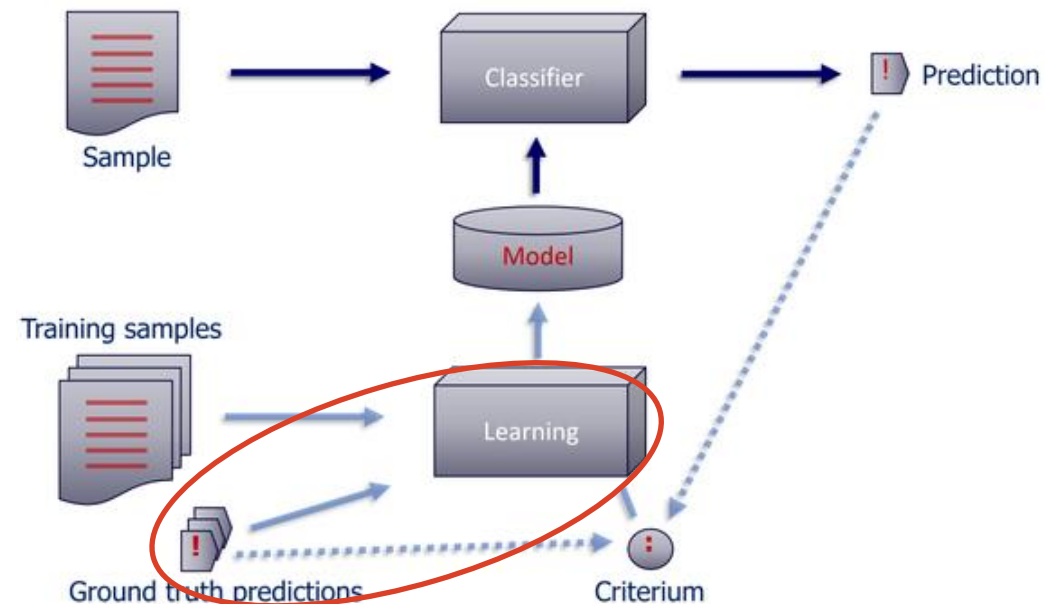 Classifier
!
Prediction
Sample
Model
Training samples
Learning
!
:
Ground truth predictions
Criterium